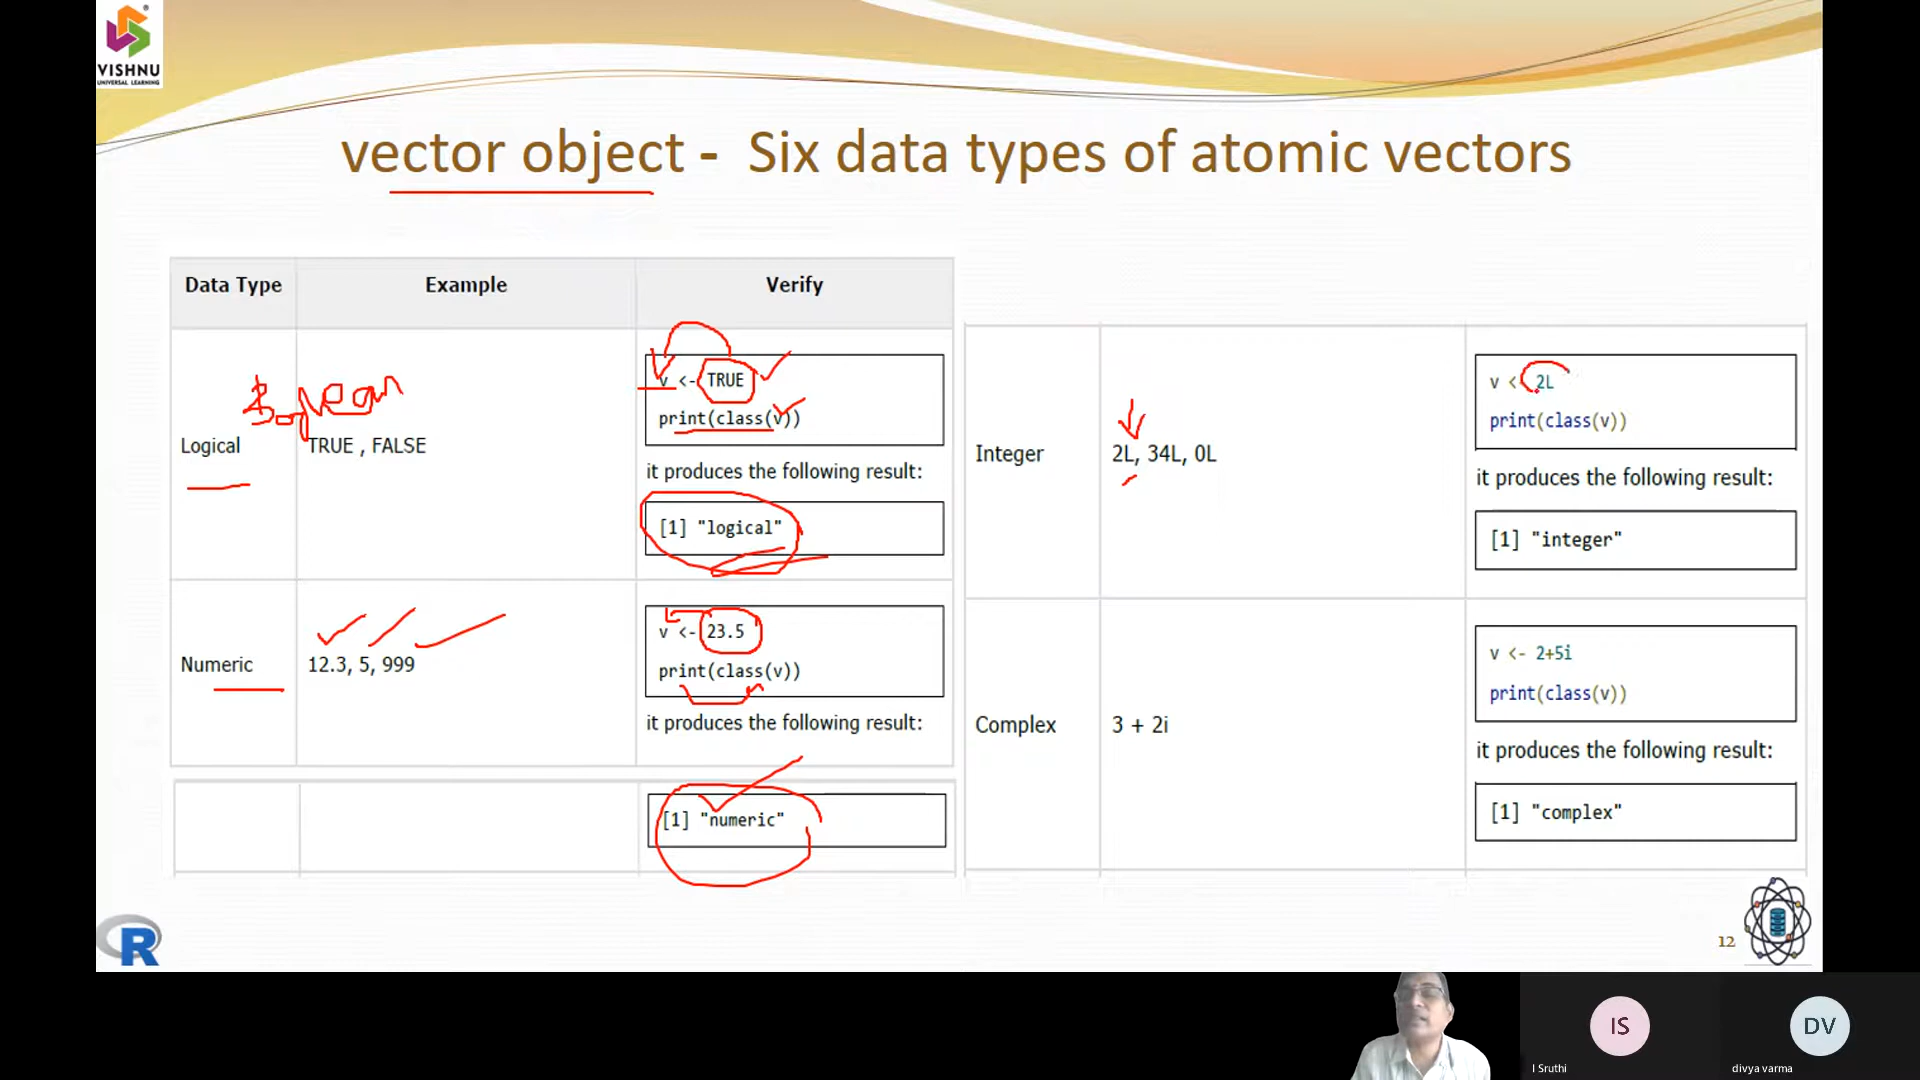 VISHNU
UNIVERSAL LEARNING
vector object - Six data types of atomic vectors
Data Type Example Verify
Boolean
Logical TRUE , FALSE
v <- TRUE
print(class(v))
it produces the following result:
[1] "logical"
Numeric 12.3, 5, 999
v <- 23.5
print(class(v))
it produces the following result:
[1] "numeric"
Integer 2L, 34L, 0L
v <- 2L
print(class(v))
it produces the following result:
[1] "integer"
Complex 3 + 2i
v <- 2+5i
print(class(v))
it produces the following result:
[1] "complex"
R
12
IS
DV
I Sruthi
divya varma